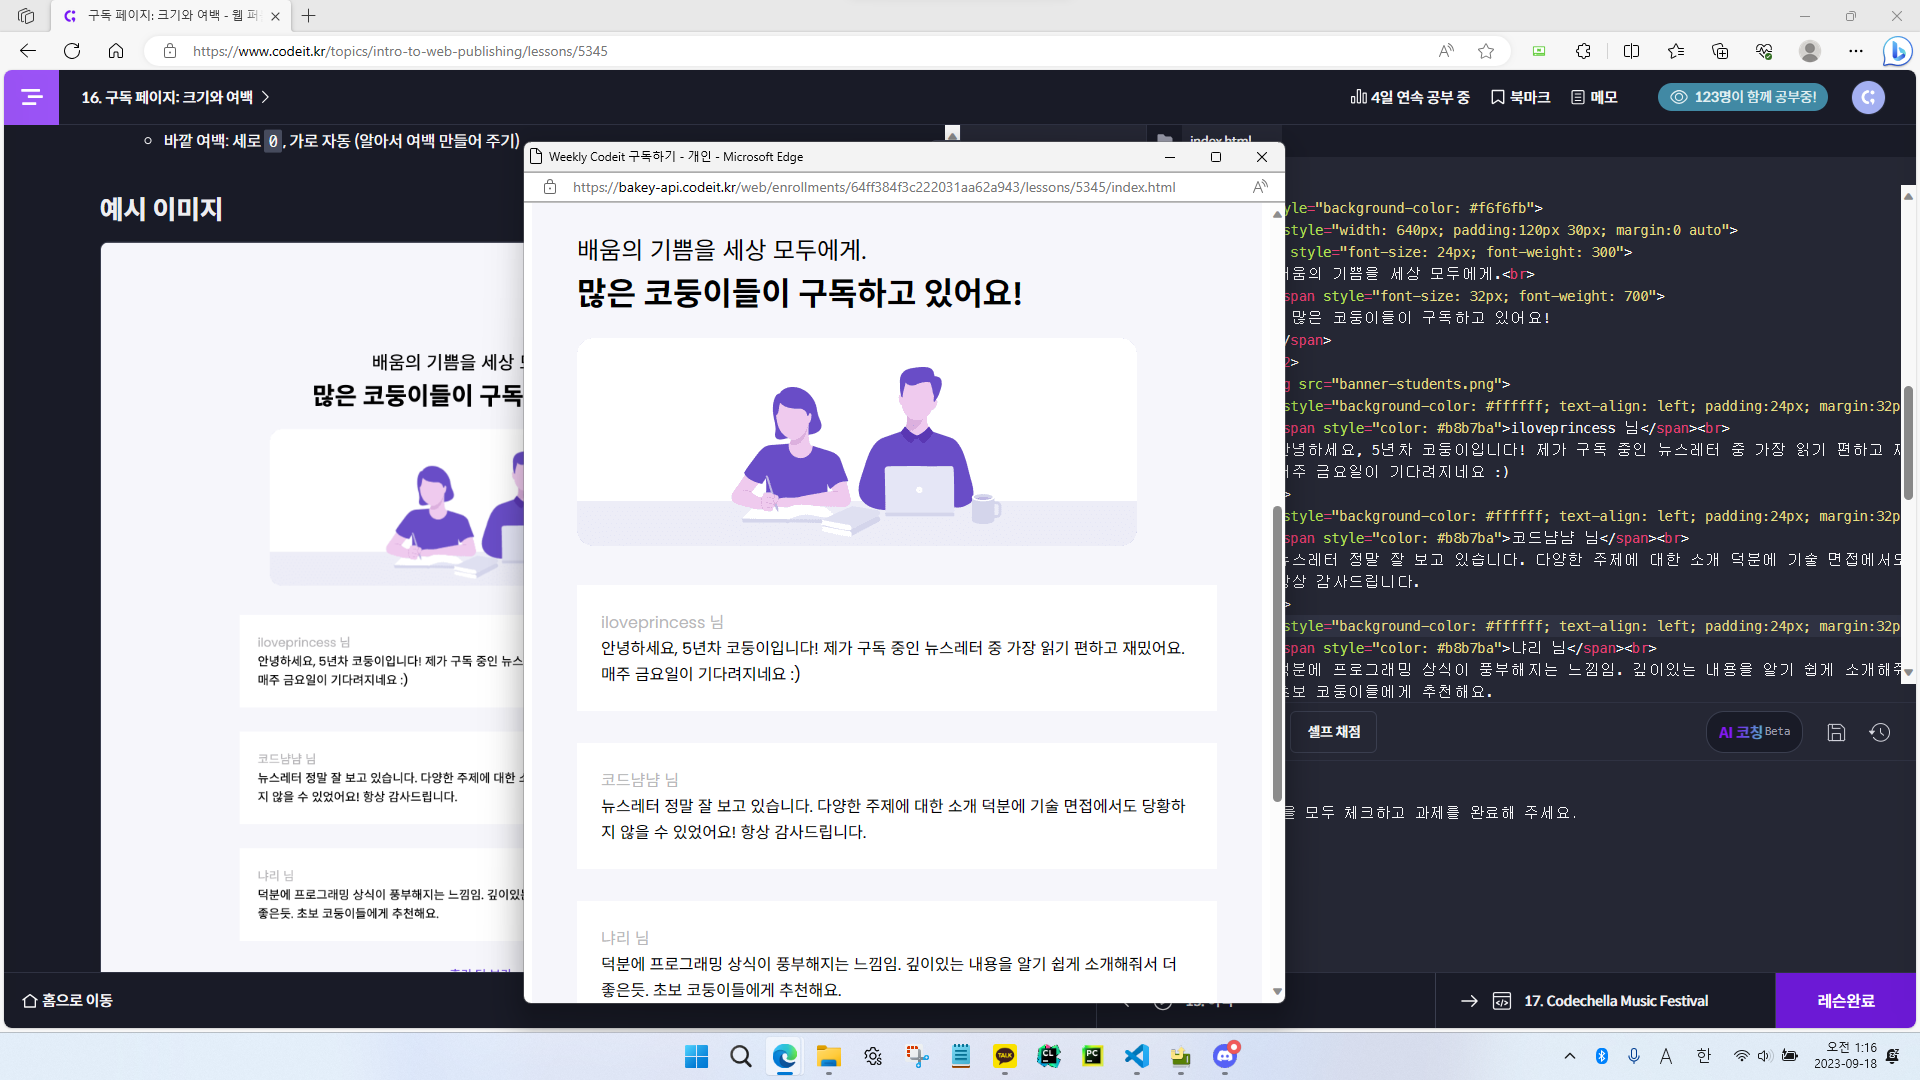 구독 페이지: 크기와 여백 - 웹 퍼
https://www.codeit.kr/topics/intro-to-web-publishing/lessons/5345
16. 구독 페이지: 크기와 여백
4일 연속 공부 중
북마크
메모
123명이 함께 공부중!
바깥 여백: 세로 0, 가로 자동 (알아서 여백 만들어 주기)
예시 이미지
배움의 기쁨을 세상
많은 코둥이들이 구독
iloveprincess 님
안녕하세요, 5년차 코둥이입니다! 제가 구독 중인 뉴스
매주 금요일이 기다려지네요 :)
코드냠냠 님
뉴스레터 정말 잘 보고 있습니다. 다양한 주제에 대한
지 않을 수 있었어요! 항상 감사드립니다.
냐리 님
덕분에 프로그래밍 상식이 풍부해지는 느낌임. 깊이있
좋은듯. 초보 코둥이들에게 추천해요.
Weekly Codeit 구독하기 - 개인 - Microsoft Edge
https://bakey-api.codeit.kr/web/enrollments/64ff384f3c222031aa62a943/lessons/5345/index.html
배움의 기쁨을 세상 모두에게.
많은 코둥이들이 구독하고 있어요!
iloveprincess 님
안녕하세요, 5년차 코둥이입니다! 제가 구독 중인 뉴스레터 중 가장 읽기 편하고 재밌어요.
매주 금요일이 기다려지네요 :)
코드냠냠 님
뉴스레터 정말 잘 보고 있습니다. 다양한 주제에 대한 소개 덕분에 기술 면접에서도 당황하
지 않을 수 있었어요! 항상 감사드립니다.
냐리 님
덕분에 프로그래밍 상식이 풍부해지는 느낌임. 깊이있는 내용을 알기 쉽게 소개해줘서 더
좋은듯. 초보 코둥이들에게 추천해요.
index.html
yle="background-color: #f6f6fb">
style="width: 640px; padding:120px 30px; margin:0 auto">
style="font-size: 24px; font-weight: 300">
배움의 기쁨을 세상 모두에게.<br>
span style="font-size: 32px; font-weight: 700">
많은 코둥이들이 구독하고 있어요!
/span>
2>
g src="banner-students.png">
style="background-color: #ffffff; text-align: left; padding:24px; margin:32p
span style="color: #b8b7ba">iloveprincess 님</span><br>
안녕하세요, 5년차 코둥이입니다! 제가 구독 중인 뉴스레터 중 가장 읽기 편하고 재
매주 금요일이 기다려지네요 :)
>
style="background-color: #ffffff; text-align: left; padding:24px; margin:32p
span style="color: #b8b7ba">코드냠냠 님</span><br>
뉴스레터 정말 잘 보고 있습니다. 다양한 주제에 대한 소개 덕분에 기술 면접에서도
항상 감사드립니다.
>
style="background-color: #ffffff; text-align: left; padding:24px; margin:32p
span style="color: #b8b7ba">냐리 님</span><br>
덕분에 프로그래밍 상식이 풍부해지는 느낌임. 깊이있는 내용을 알기 쉽게 소개해줘
초보 코둥이들에게 추천해요.
셀프 채점
AI 코칭 Beta
을 모두 체크하고 과제를 완료해 주세요.
홈으로 이동
17. Codechella Music Festival
레슨완료
TALK
CL
PC
A
한
오전 1:16
2023-09-18